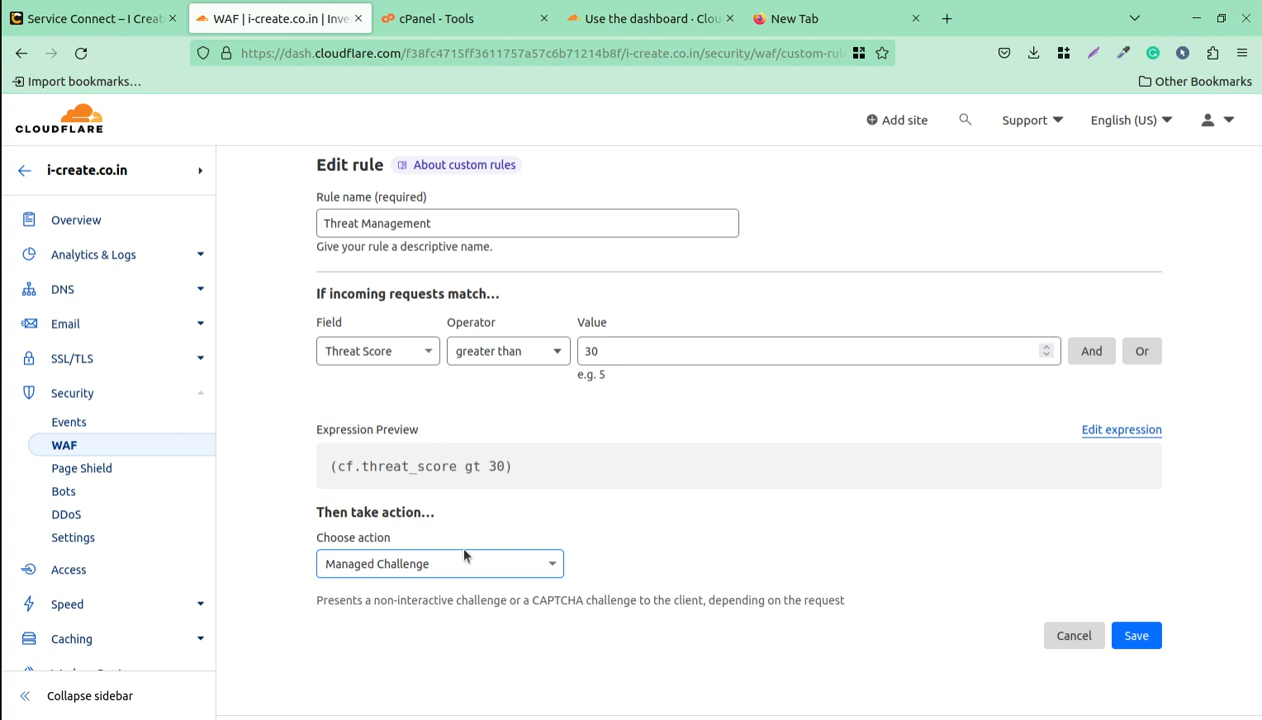 Service Connect – I Creat
WAF | i-create.co.in | Inve
cPanel - Tools
Use the dashboard · Clou
New Tab
https://dash.cloudflare.com/f38fc4715ff3611757a57c6b71214b8f/i-create.co.in/security/waf/custom-rul
Import bookmarks…
Other Bookmarks
CLOUDFLARE
Add site
Support
English (US)
i-create.co.in
Overview
Analytics & Logs
DNS
Email
SSL/TLS
Security
Events
WAF
Page Shield
Bots
DDoS
Settings
Access
Speed
Caching
Collapse sidebar
Edit rule
About custom rules
Rule name (required)
Threat Management
Give your rule a descriptive name.
If incoming requests match…
Field Operator Value
Threat Score greater than 30 And Or
e.g. 5
Expression Preview
Edit expression
(cf.threat_score gt 30)
Then take action…
Choose action
Managed Challenge
Presents a non-interactive challenge or a CAPTCHA challenge to the client, depending on the request
Cancel
Save